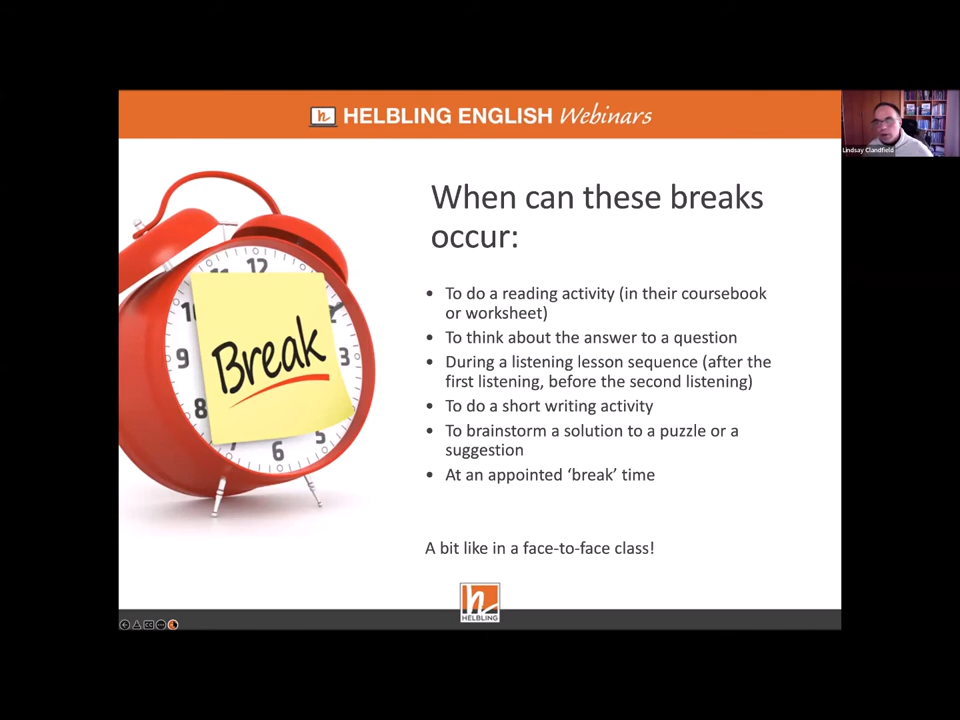 HELBLING ENGLISH Webinars
Lindsay Clandfield
When can these breaks
occur:
• To do a reading activity (in their coursebook
or worksheet)
• To think about the answer to a question
• During a listening lesson sequence (after the
first listening, before the second listening)
• To do a short writing activity
• To brainstorm a solution to a puzzle or a
suggestion
• At an appointed ‘break’ time
A bit like in a face-to-face class!
12
9
3
8
6
5
Break
HELBLING